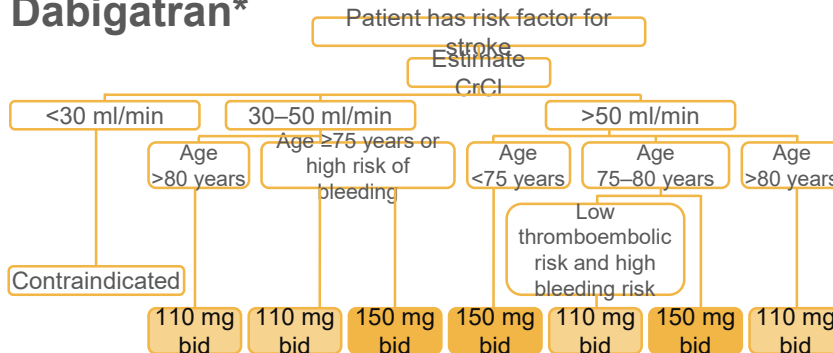 Dabigatran*
Patient has risk factor for
stroke
Estimate
CrCl
<30 ml/min
30–50 ml/min
>50 ml/min
Age
>80 years
Age ≥75 years or
high risk of
bleeding
Age
<75 years
Age
75–80 years
Age
>80 years
Low
thromboembolic
risk and high
bleeding risk
Contraindicated
110 mg
bid
110 mg
bid
150 mg
bid
150 mg
bid
110 mg
bid
150 mg
bid
110 mg
bid